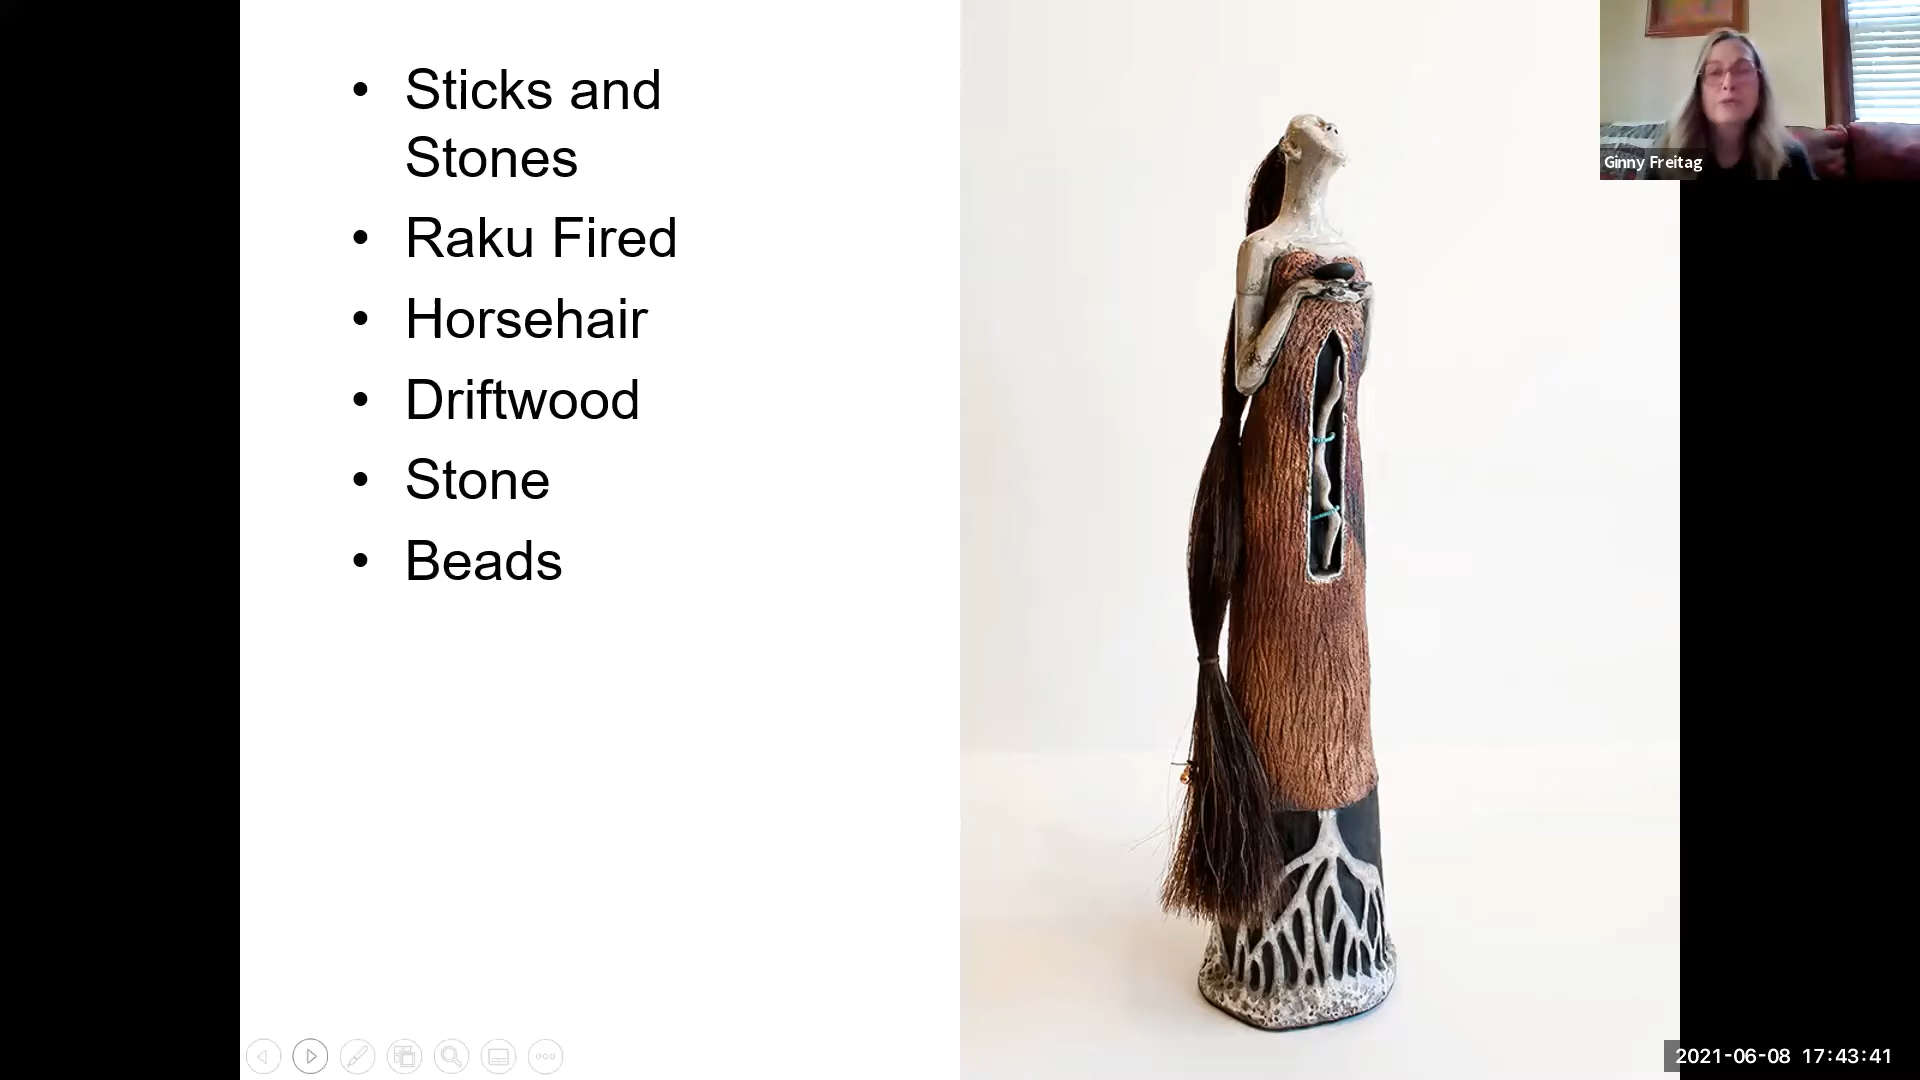 • Sticks and
Stones
• Raku Fired
• Horsehair
• Driftwood
• Stone
• Beads
Ginny Freitag
2021-06-08 17:43:41